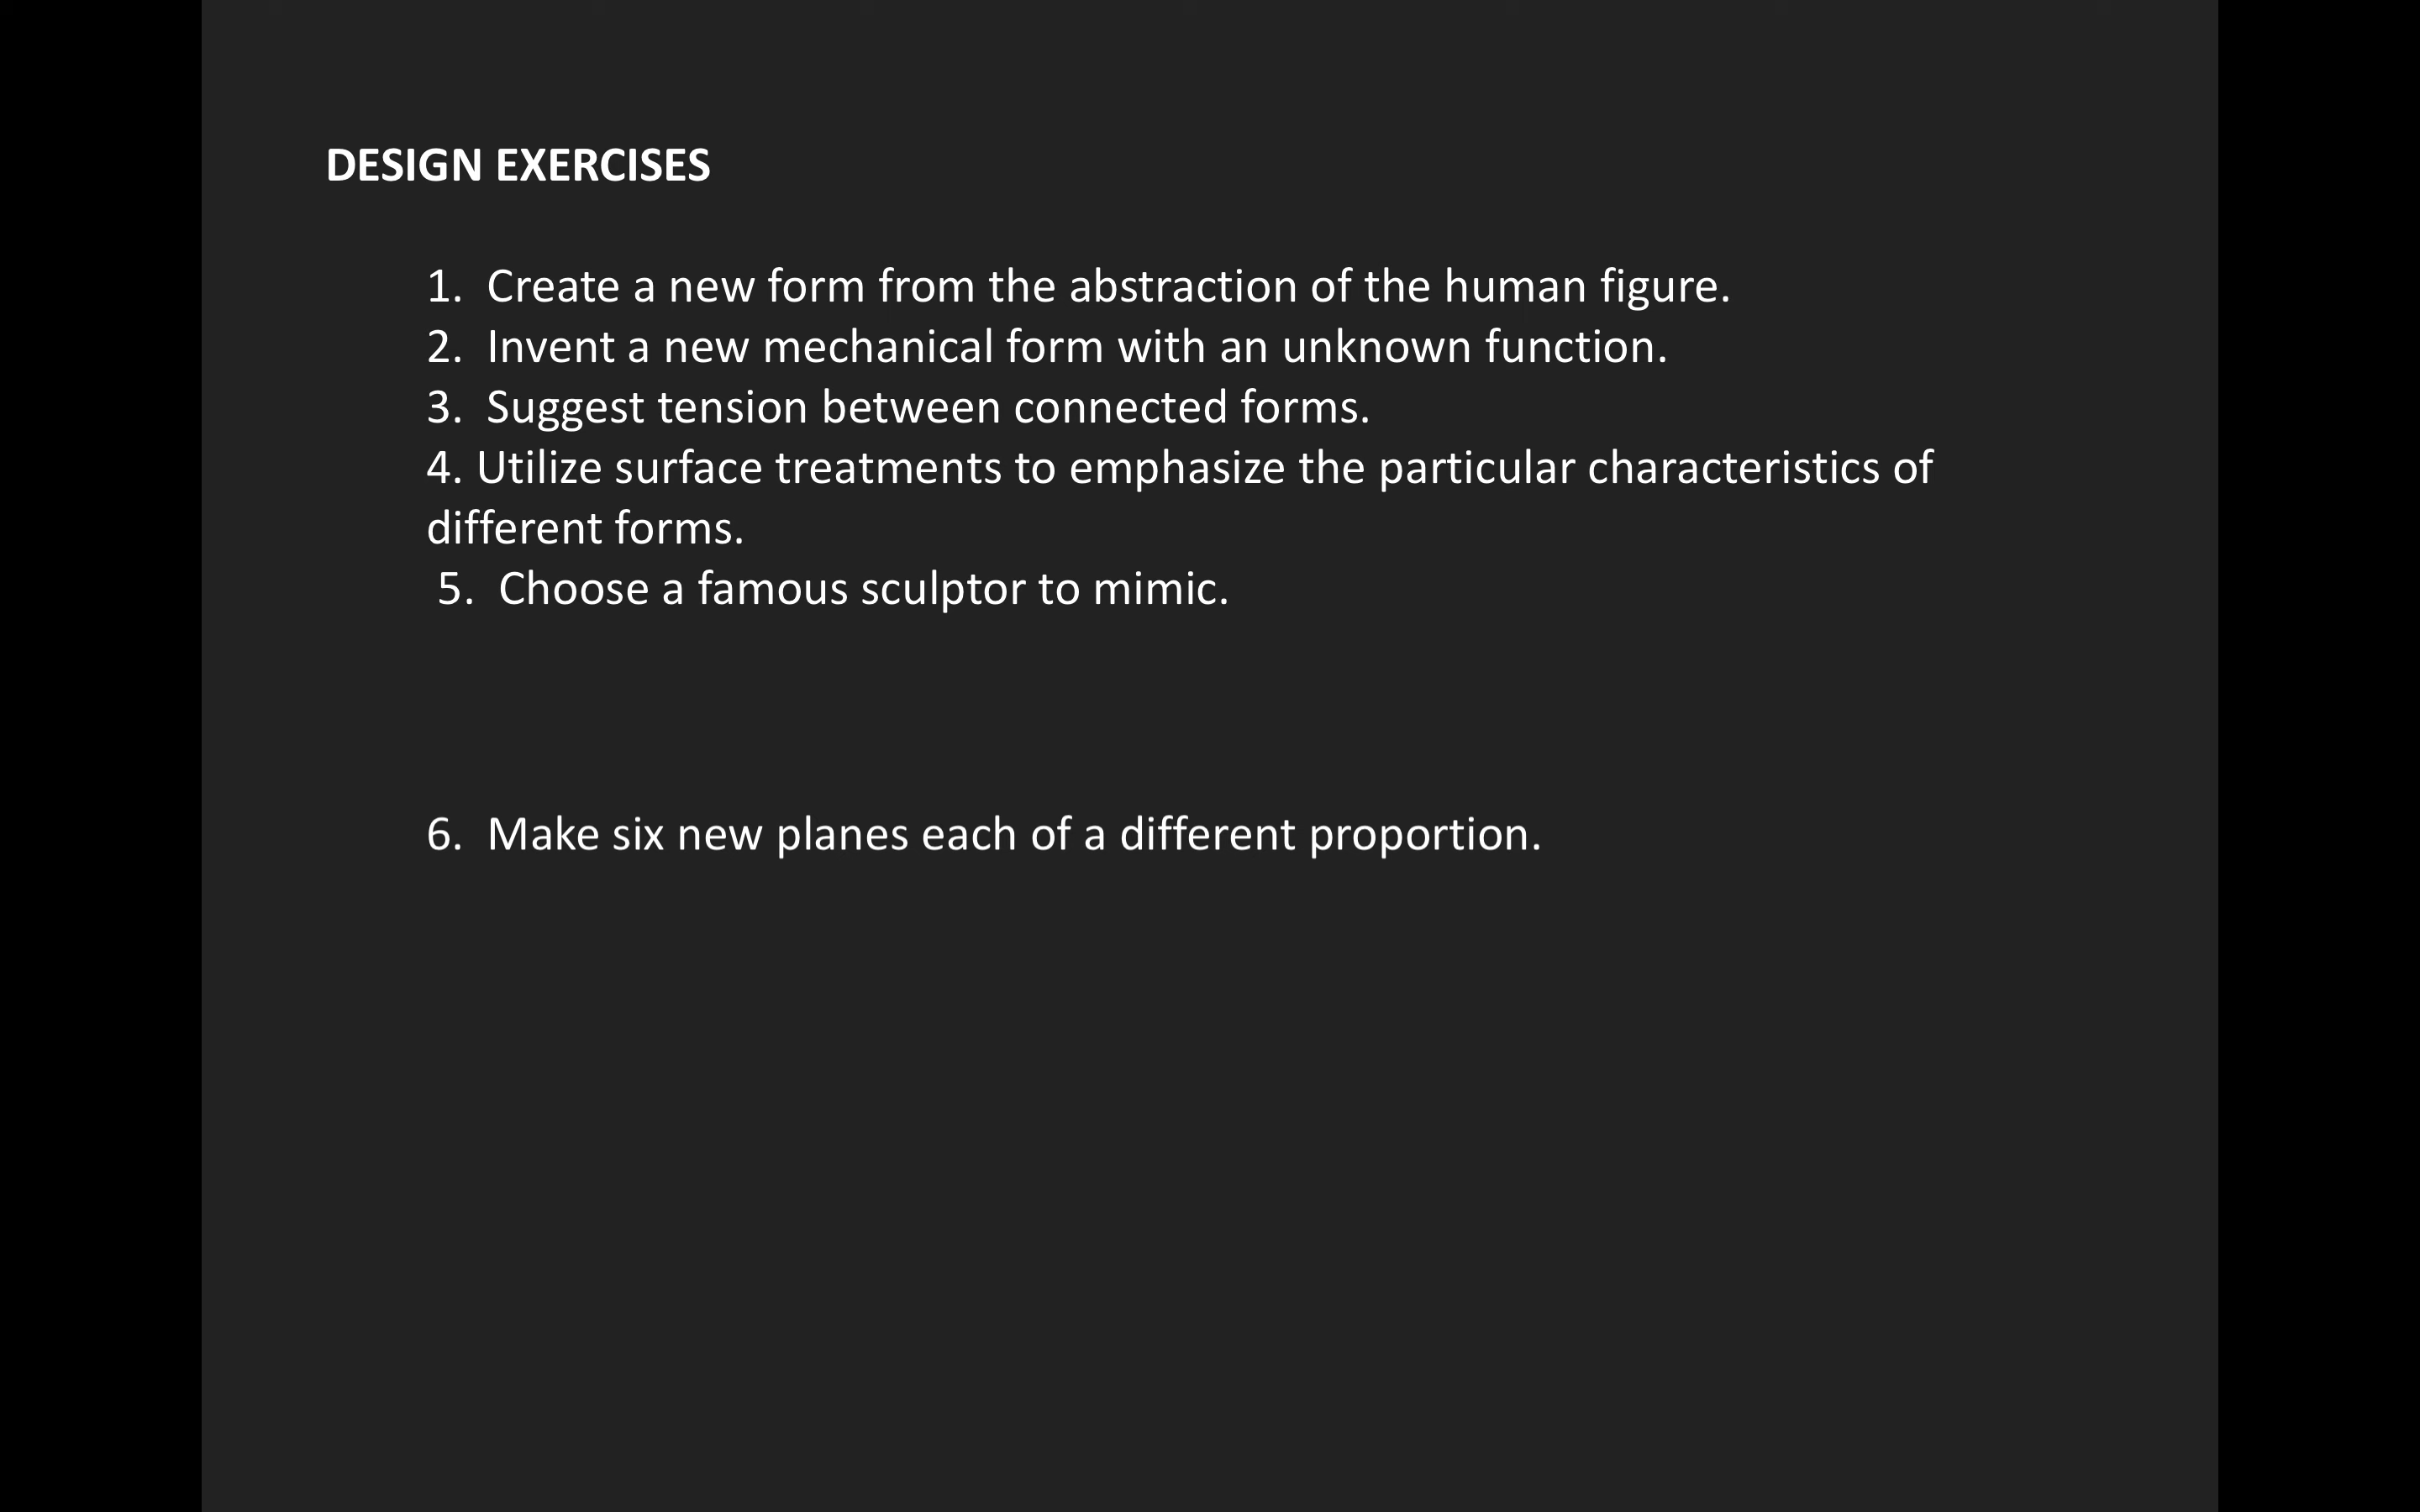 DESIGN EXERCISES
1. Create a new form from the abstraction of the human figure.
2. Invent a new mechanical form with an unknown function.
3. Suggest tension between connected forms.
4. Utilize surface treatments to emphasize the particular characteristics of
different forms.
5. Choose a famous sculptor to mimic.
6. Make six new planes each of a different proportion.